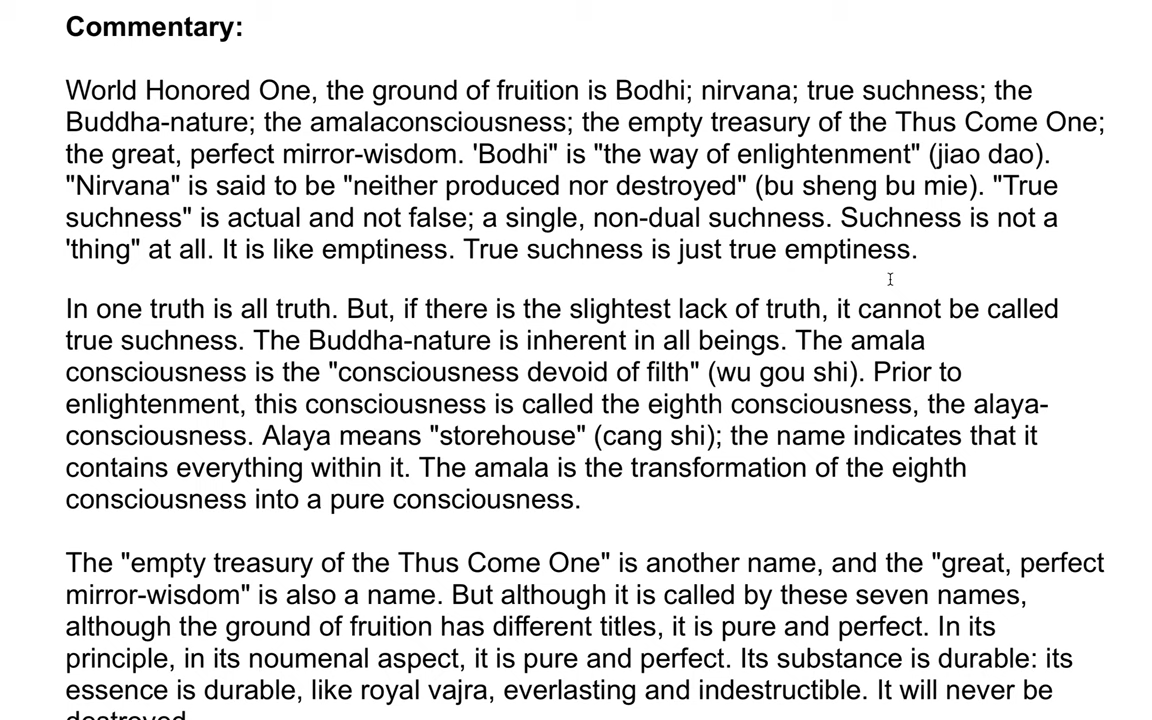 Commentary:
World Honored One, the ground of fruition is Bodhi; nirvana; true suchness; the
Buddha-nature; the amalaconsciousness; the empty treasury of the Thus Come One;
the great, perfect mirror-wisdom. 'Bodhi" is "the way of enlightenment" (jiao dao).
"Nirvana" is said to be "neither produced nor destroyed" (bu sheng bu mie). "True
suchness" is actual and not false; a single, non-dual suchness. Suchness is not a
'thing" at all. It is like emptiness. True suchness is just true emptiness.
In one truth is all truth. But, if there is the slightest lack of truth, it cannot be called
true suchness. The Buddha-nature is inherent in all beings. The amala
consciousness is the "consciousness devoid of filth" (wu gou shi). Prior to
enlightenment, this consciousness is called the eighth consciousness, the alaya-
consciousness. Alaya means "storehouse" (cang shi); the name indicates that it
contains everything within it. The amala is the transformation of the eighth
consciousness into a pure consciousness.
The "empty treasury of the Thus Come One" is another name, and the "great, perfect
mirror-wisdom" is also a name. But although it is called by these seven names,
although the ground of fruition has different titles, it is pure and perfect. In its
principle, in its noumenal aspect, it is pure and perfect. Its substance is durable: its
essence is durable, like royal vajra, everlasting and indestructible. It will never be
destroyed